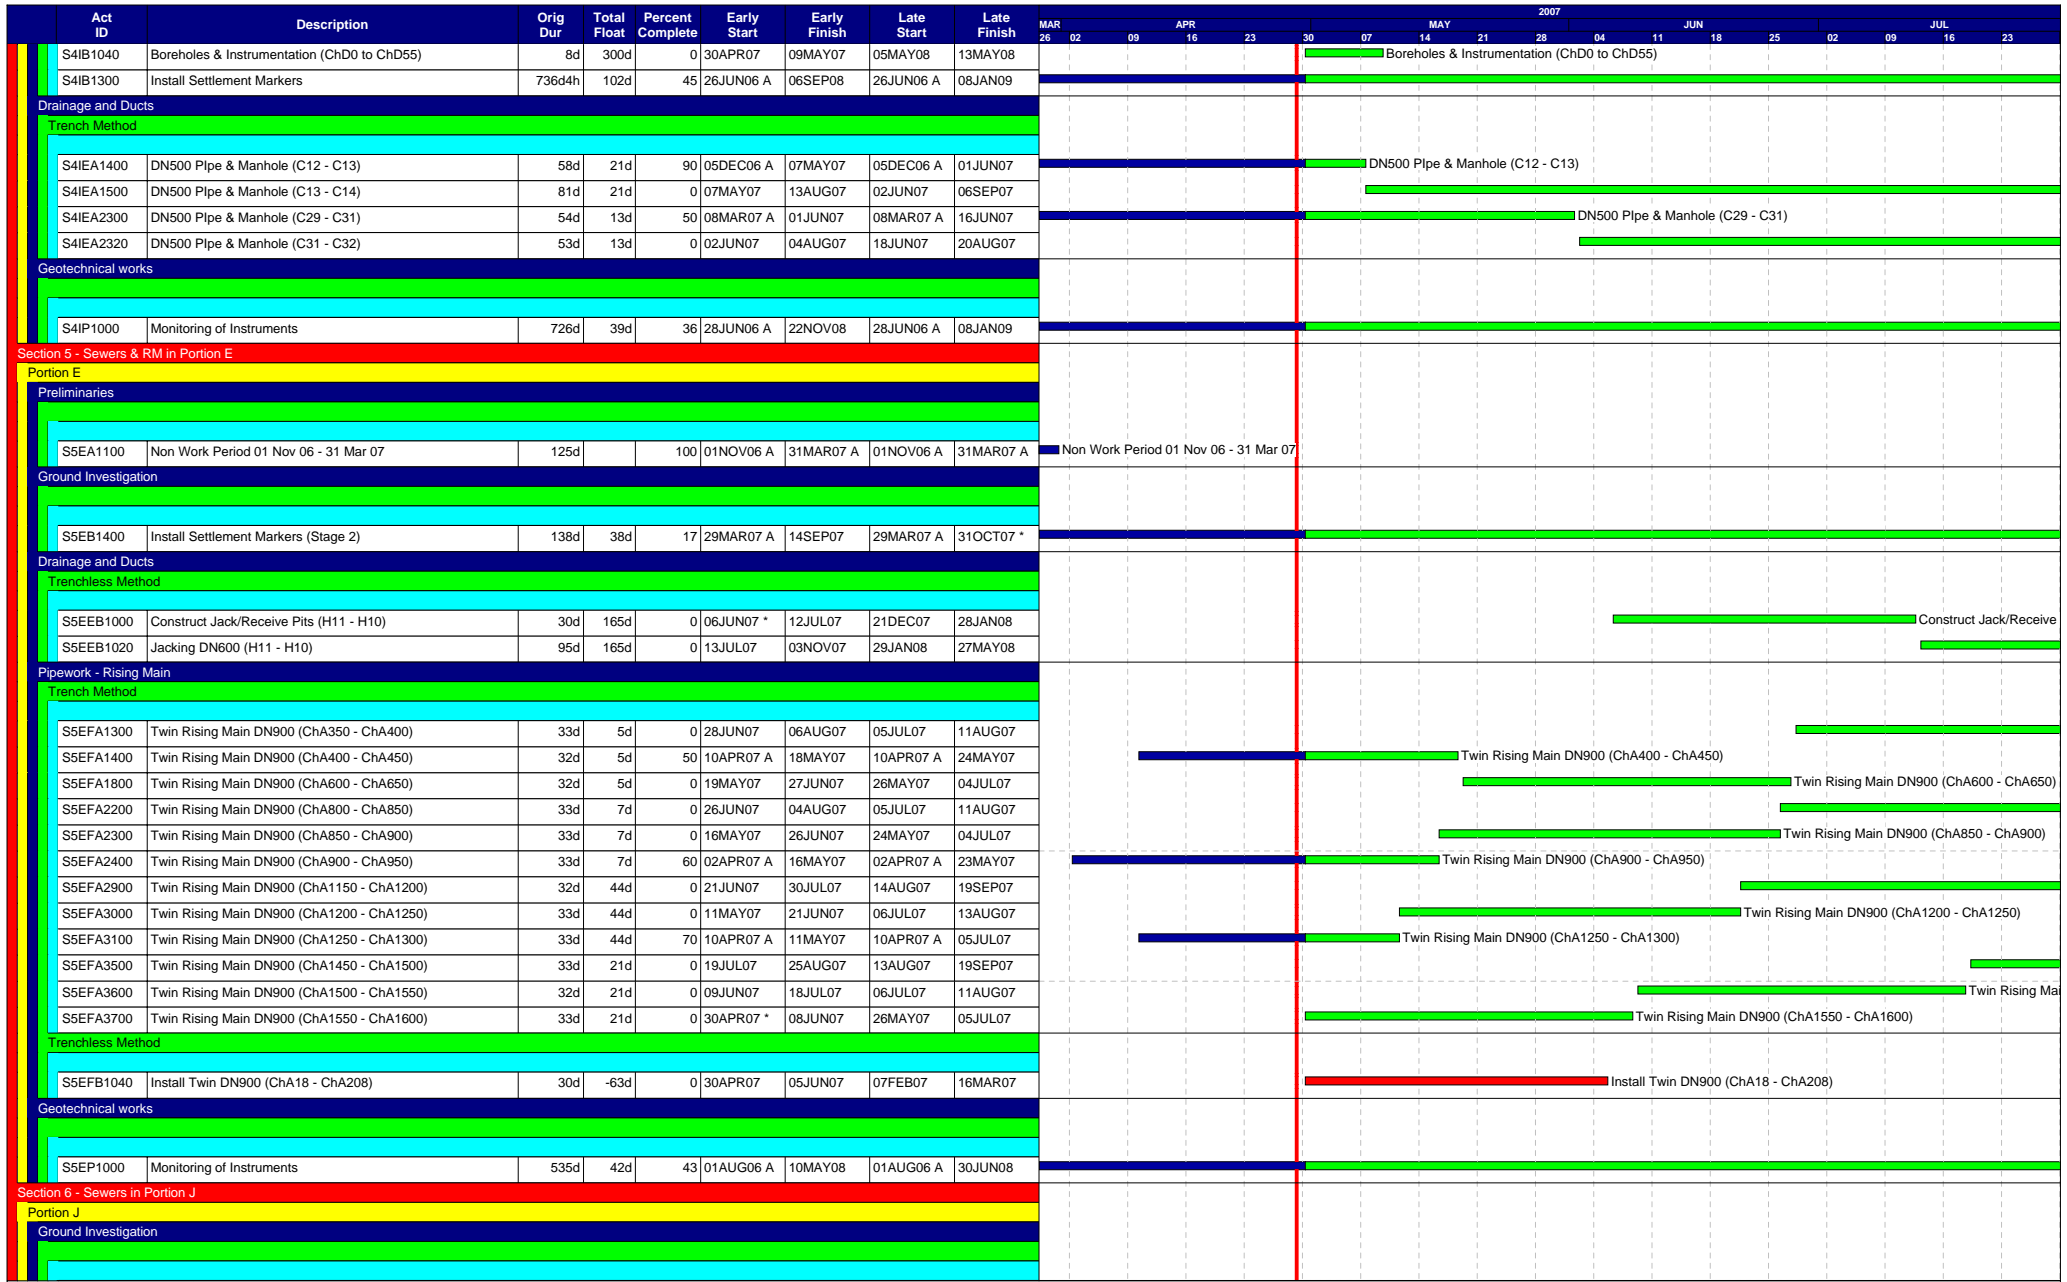 Act ID Description Orig Dur Total Float Percent Complete Early Start Early Finish Late Start Late Finish
2007
MAR APR MAY JUN JUL
26 02 09 16 23 30 07 14 21 28 04 11 18 25 02 09 16 23
S4IB1040 Boreholes & Instrumentation (ChD0 to ChD55) 8d 300d 0 30APR07 09MAY07 05MAY08 13MAY08 Boreholes & Instrumentation (ChD0 to ChD55)
S4IB1300 Install Settlement Markers 736d4h 102d 45 26JUN06 A 06SEP08 26JUN06 A 08JAN09
Drainage and Ducts
Trench Method
S4IEA1400 DN500 PIpe & Manhole (C12 - C13) 58d 21d 90 05DEC06 A 07MAY07 05DEC06 A 01JUN07 DN500 PIpe & Manhole (C12 - C13)
S4IEA1500 DN500 PIpe & Manhole (C13 - C14) 81d 21d 0 07MAY07 13AUG07 02JUN07 06SEP07
S4IEA2300 DN500 PIpe & Manhole (C29 - C31) 54d 13d 50 08MAR07 A 01JUN07 08MAR07 A 16JUN07 DN500 PIpe & Manhole (C29 - C31)
S4IEA2320 DN500 PIpe & Manhole (C31 - C32) 53d 13d 0 02JUN07 04AUG07 18JUN07 20AUG07
Geotechnical works
S4IP1000 Monitoring of Instruments 726d 39d 36 28JUN06 A 22NOV08 28JUN06 A 08JAN09
Section 5 - Sewers & RM in Portion E
Portion E
Preliminaries
S5EA1100 Non Work Period 01 Nov 06 - 31 Mar 07 125d 100 01NOV06 A 31MAR07 A 01NOV06 A 31MAR07 A Non Work Period 01 Nov 06 - 31 Mar 07
Ground Investigation
S5EB1400 Install Settlement Markers (Stage 2) 138d 38d 17 29MAR07 A 14SEP07 29MAR07 A 31OCT07 *
Drainage and Ducts
Trenchless Method
S5EEB1000 Construct Jack/Receive Pits (H11 - H10) 30d 165d 0 06JUN07 * 12JUL07 21DEC07 28JAN08 Construct Jack/Receive
S5EEB1020 Jacking DN600 (H11 - H10) 95d 165d 0 13JUL07 03NOV07 29JAN08 27MAY08
Pipework - Rising Main
Trench Method
S5EFA1300 Twin Rising Main DN900 (ChA350 - ChA400) 33d 5d 0 28JUN07 06AUG07 05JUL07 11AUG07
S5EFA1400 Twin Rising Main DN900 (ChA400 - ChA450) 32d 5d 50 10APR07 A 18MAY07 10APR07 A 24MAY07 Twin Rising Main DN900 (ChA400 - ChA450)
S5EFA1800 Twin Rising Main DN900 (ChA600 - ChA650) 32d 5d 0 19MAY07 27JUN07 26MAY07 04JUL07 Twin Rising Main DN900 (ChA600 - ChA650)
S5EFA2200 Twin Rising Main DN900 (ChA800 - ChA850) 33d 7d 0 26JUN07 04AUG07 05JUL07 11AUG07
S5EFA2300 Twin Rising Main DN900 (ChA850 - ChA900) 33d 7d 0 16MAY07 26JUN07 24MAY07 04JUL07 Twin Rising Main DN900 (ChA850 - ChA900)
S5EFA2400 Twin Rising Main DN900 (ChA900 - ChA950) 33d 7d 60 02APR07 A 16MAY07 02APR07 A 23MAY07 Twin Rising Main DN900 (ChA900 - ChA950)
S5EFA2900 Twin Rising Main DN900 (ChA1150 - ChA1200) 32d 44d 0 21JUN07 30JUL07 14AUG07 19SEP07
S5EFA3000 Twin Rising Main DN900 (ChA1200 - ChA1250) 33d 44d 0 11MAY07 21JUN07 06JUL07 13AUG07 Twin Rising Main DN900 (ChA1200 - ChA1250)
S5EFA3100 Twin Rising Main DN900 (ChA1250 - ChA1300) 33d 44d 70 10APR07 A 11MAY07 10APR07 A 05JUL07 Twin Rising Main DN900 (ChA1250 - ChA1300)
S5EFA3500 Twin Rising Main DN900 (ChA1450 - ChA1500) 33d 21d 0 19JUL07 25AUG07 13AUG07 19SEP07
S5EFA3600 Twin Rising Main DN900 (ChA1500 - ChA1550) 32d 21d 0 09JUN07 18JUL07 06JUL07 11AUG07 Twin Rising Mai
S5EFA3700 Twin Rising Main DN900 (ChA1550 - ChA1600) 33d 21d 0 30APR07 * 08JUN07 26MAY07 05JUL07 Twin Rising Main DN900 (ChA1550 - ChA1600)
Trenchless Method
S5EFB1040 Install Twin DN900 (ChA18 - ChA208) 30d -63d 0 30APR07 05JUN07 07FEB07 16MAR07 Install Twin DN900 (ChA18 - ChA208)
Geotechnical works
S5EP1000 Monitoring of Instruments 535d 42d 43 01AUG06 A 10MAY08 01AUG06 A 30JUN08
Section 6 - Sewers in Portion J
Portion J
Ground Investigation